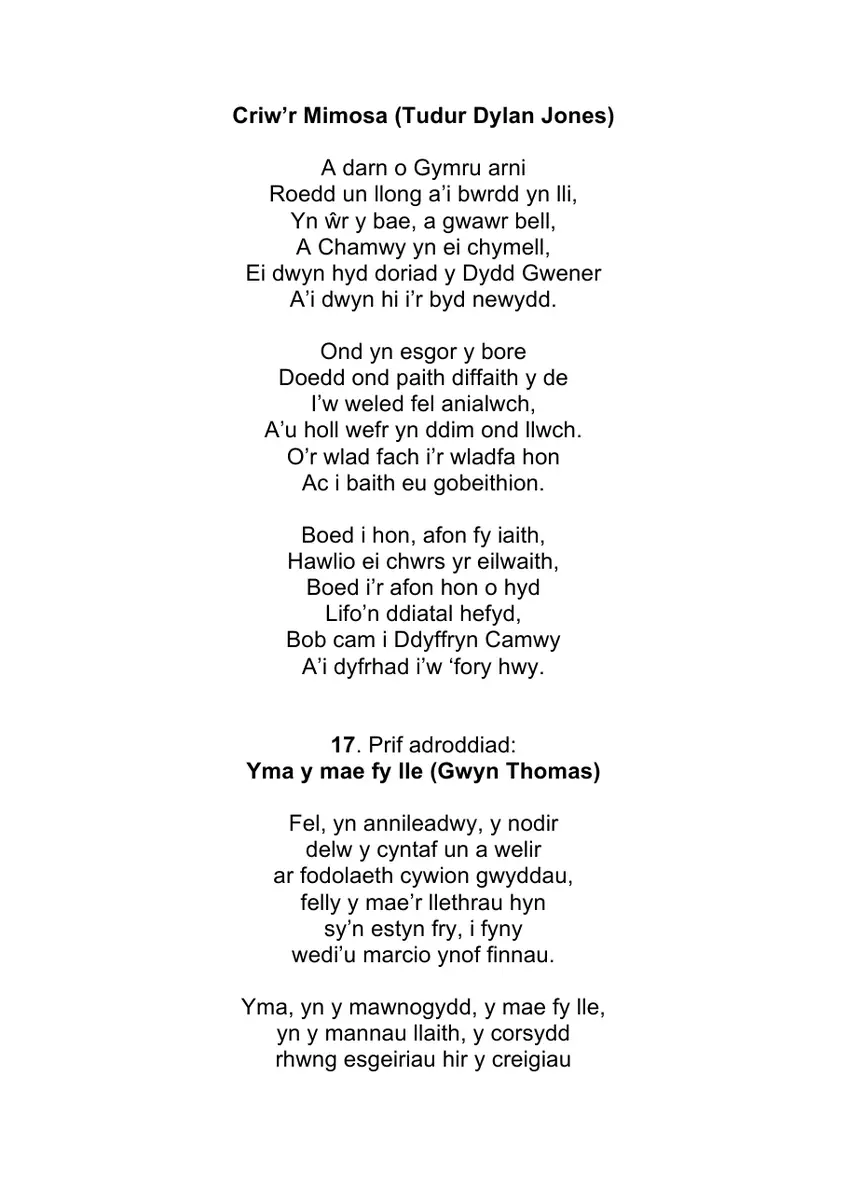 Criw’r Mimosa (Tudur Dylan Jones)
A darn o Gymru arni
Roedd un llong a’i bwrdd yn lli,
Yn ŵr y bae, a gwawr bell,
A Chamwy yn ei chymell,
Ei dwyn hyd doriad y Dydd Gwener
A’i dwyn hi i’r byd newydd.
Ond yn esgor y bore
Doedd ond paith diffaith y de
I’w weled fel anialwch,
A’u holl wefr yn ddim ond llwch.
O’r wlad fach i’r wladfa hon
Ac i baith eu gobeithion.
Boed i hon, afon fy iaith,
Hawlio ei chwrs yr eilwaith,
Boed i’r afon hon o hyd
Lifo’n ddiatal hefyd,
Bob cam i Ddyffryn Camwy
A’i dyfrhad i’w ‘fory hwy.
17. Prif adroddiad:
Yma y mae fy lle (Gwyn Thomas)
Fel, yn annileadwy, y nodir
delw y cyntaf un a welir
ar fodolaeth cywion gwyddau,
felly y mae’r llethrau hyn
sy’n estyn fry, i fyny
wedi’u marcio ynof finnau.
Yma, yn y mawnogydd, y mae fy lle,
yn y mannau llaith, y corsydd
rhwng esgeiriau hir y creigiau